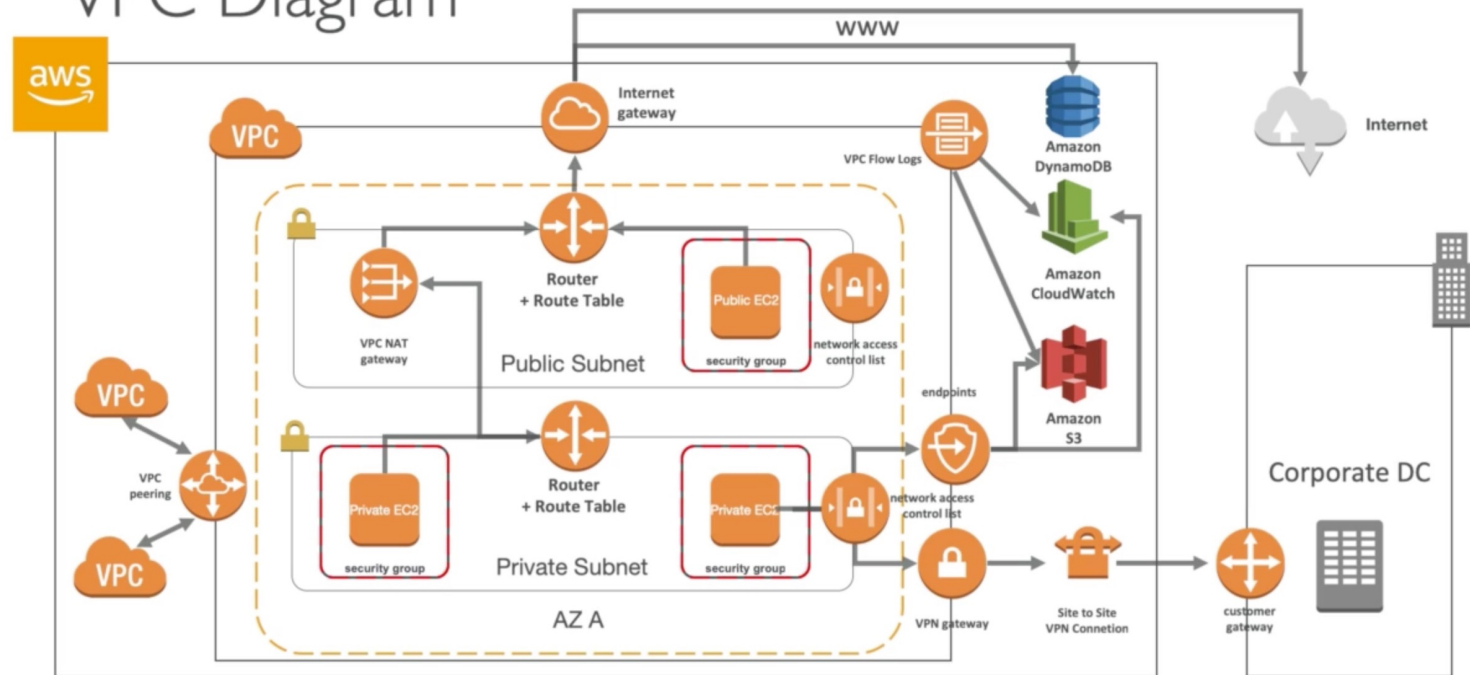 VPC Diagram
www
aws
Internet
gateway
VPC
VPC Flow Logs
Amazon
DynamoDB
Internet
Router
+ Route Table
Public EC2
security group
network access
control list
VPC NAT
gateway
Public Subnet
Amazon
CloudWatch
VPC
VPC
peering
VPC
endpoints
Amazon
S3
Router
+ Route Table
Private EC2
security group
Private EC2
security group
network access
control list
Private Subnet
AZ A
VPN gateway
Site to Site
VPN Connetion
Corporate DC
customer
gateway